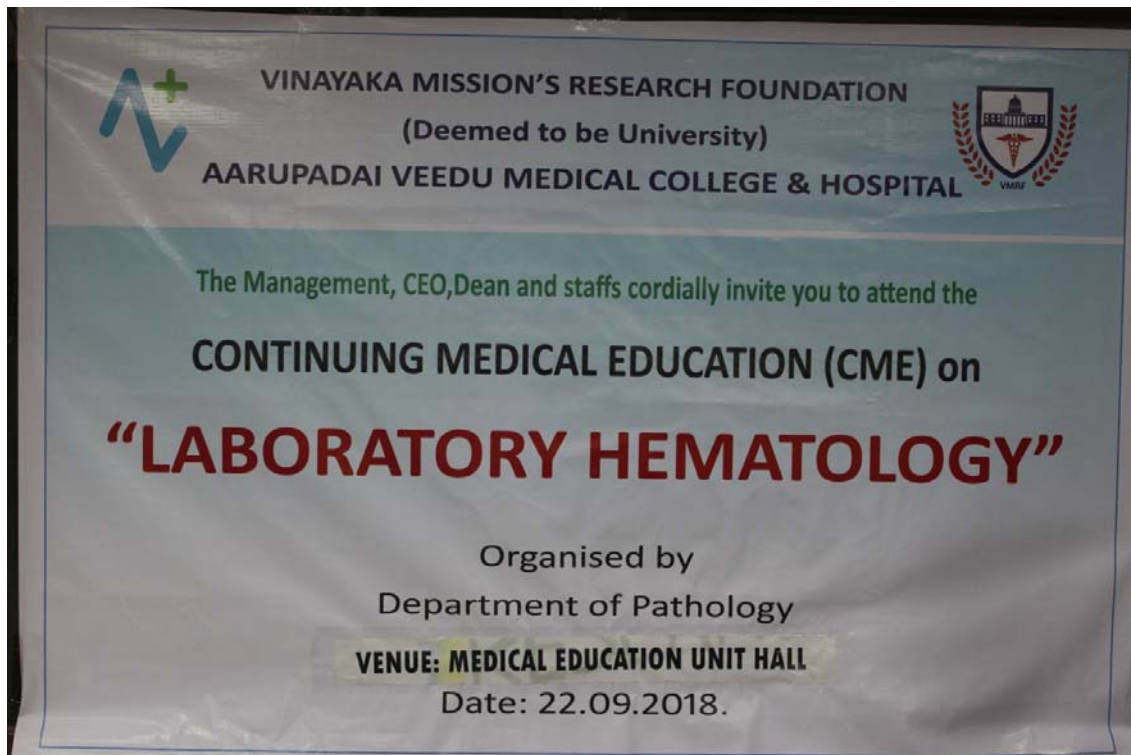 VINAYAKA MISSION'S RESEARCH FOUNDATION
(Deemed to be University)
AARUPADAI VEEDU MEDICAL COLLEGE & HOSPITAL
VMRF
The Management, CEO,Dean and staffs cordially invite you to attend the
CONTINUING MEDICAL EDUCATION (CME) on
“LABORATORY HEMATOLOGY”
Organised by
Department of Pathology
VENUE: MEDICAL EDUCATION UNIT HALL
Date: 22.09.2018.